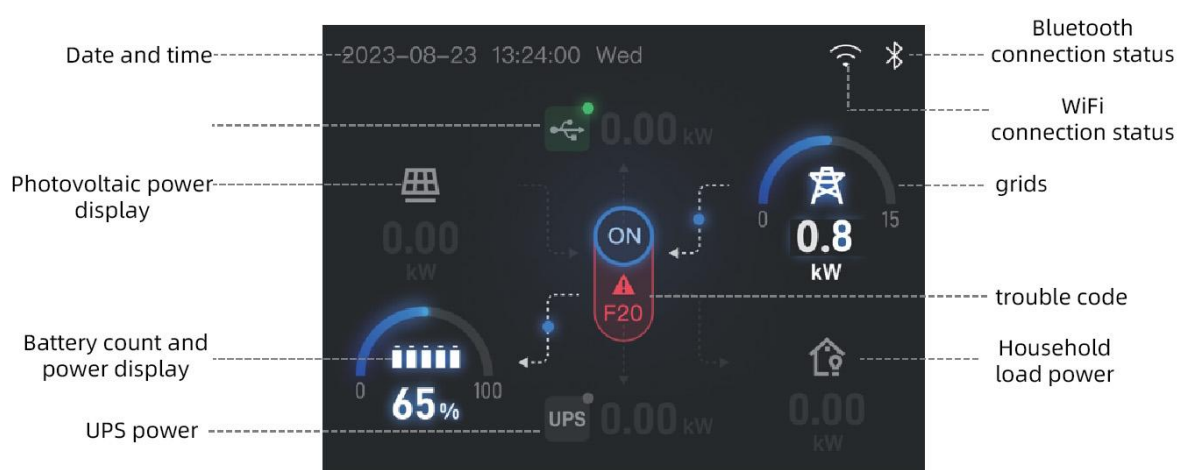 Date and time
2023-08-23 13:24:00 Wed
Bluetooth
connection status
WiFi
connection status
0.00 kW
Photovoltaic power
display
0.00
kW
grids
0
15
0.8
kW
ON
F20
trouble code
Battery count and
power display
0
100
65%
Household
load power
0.00
kW
UPS power
UPS
0.00 kW